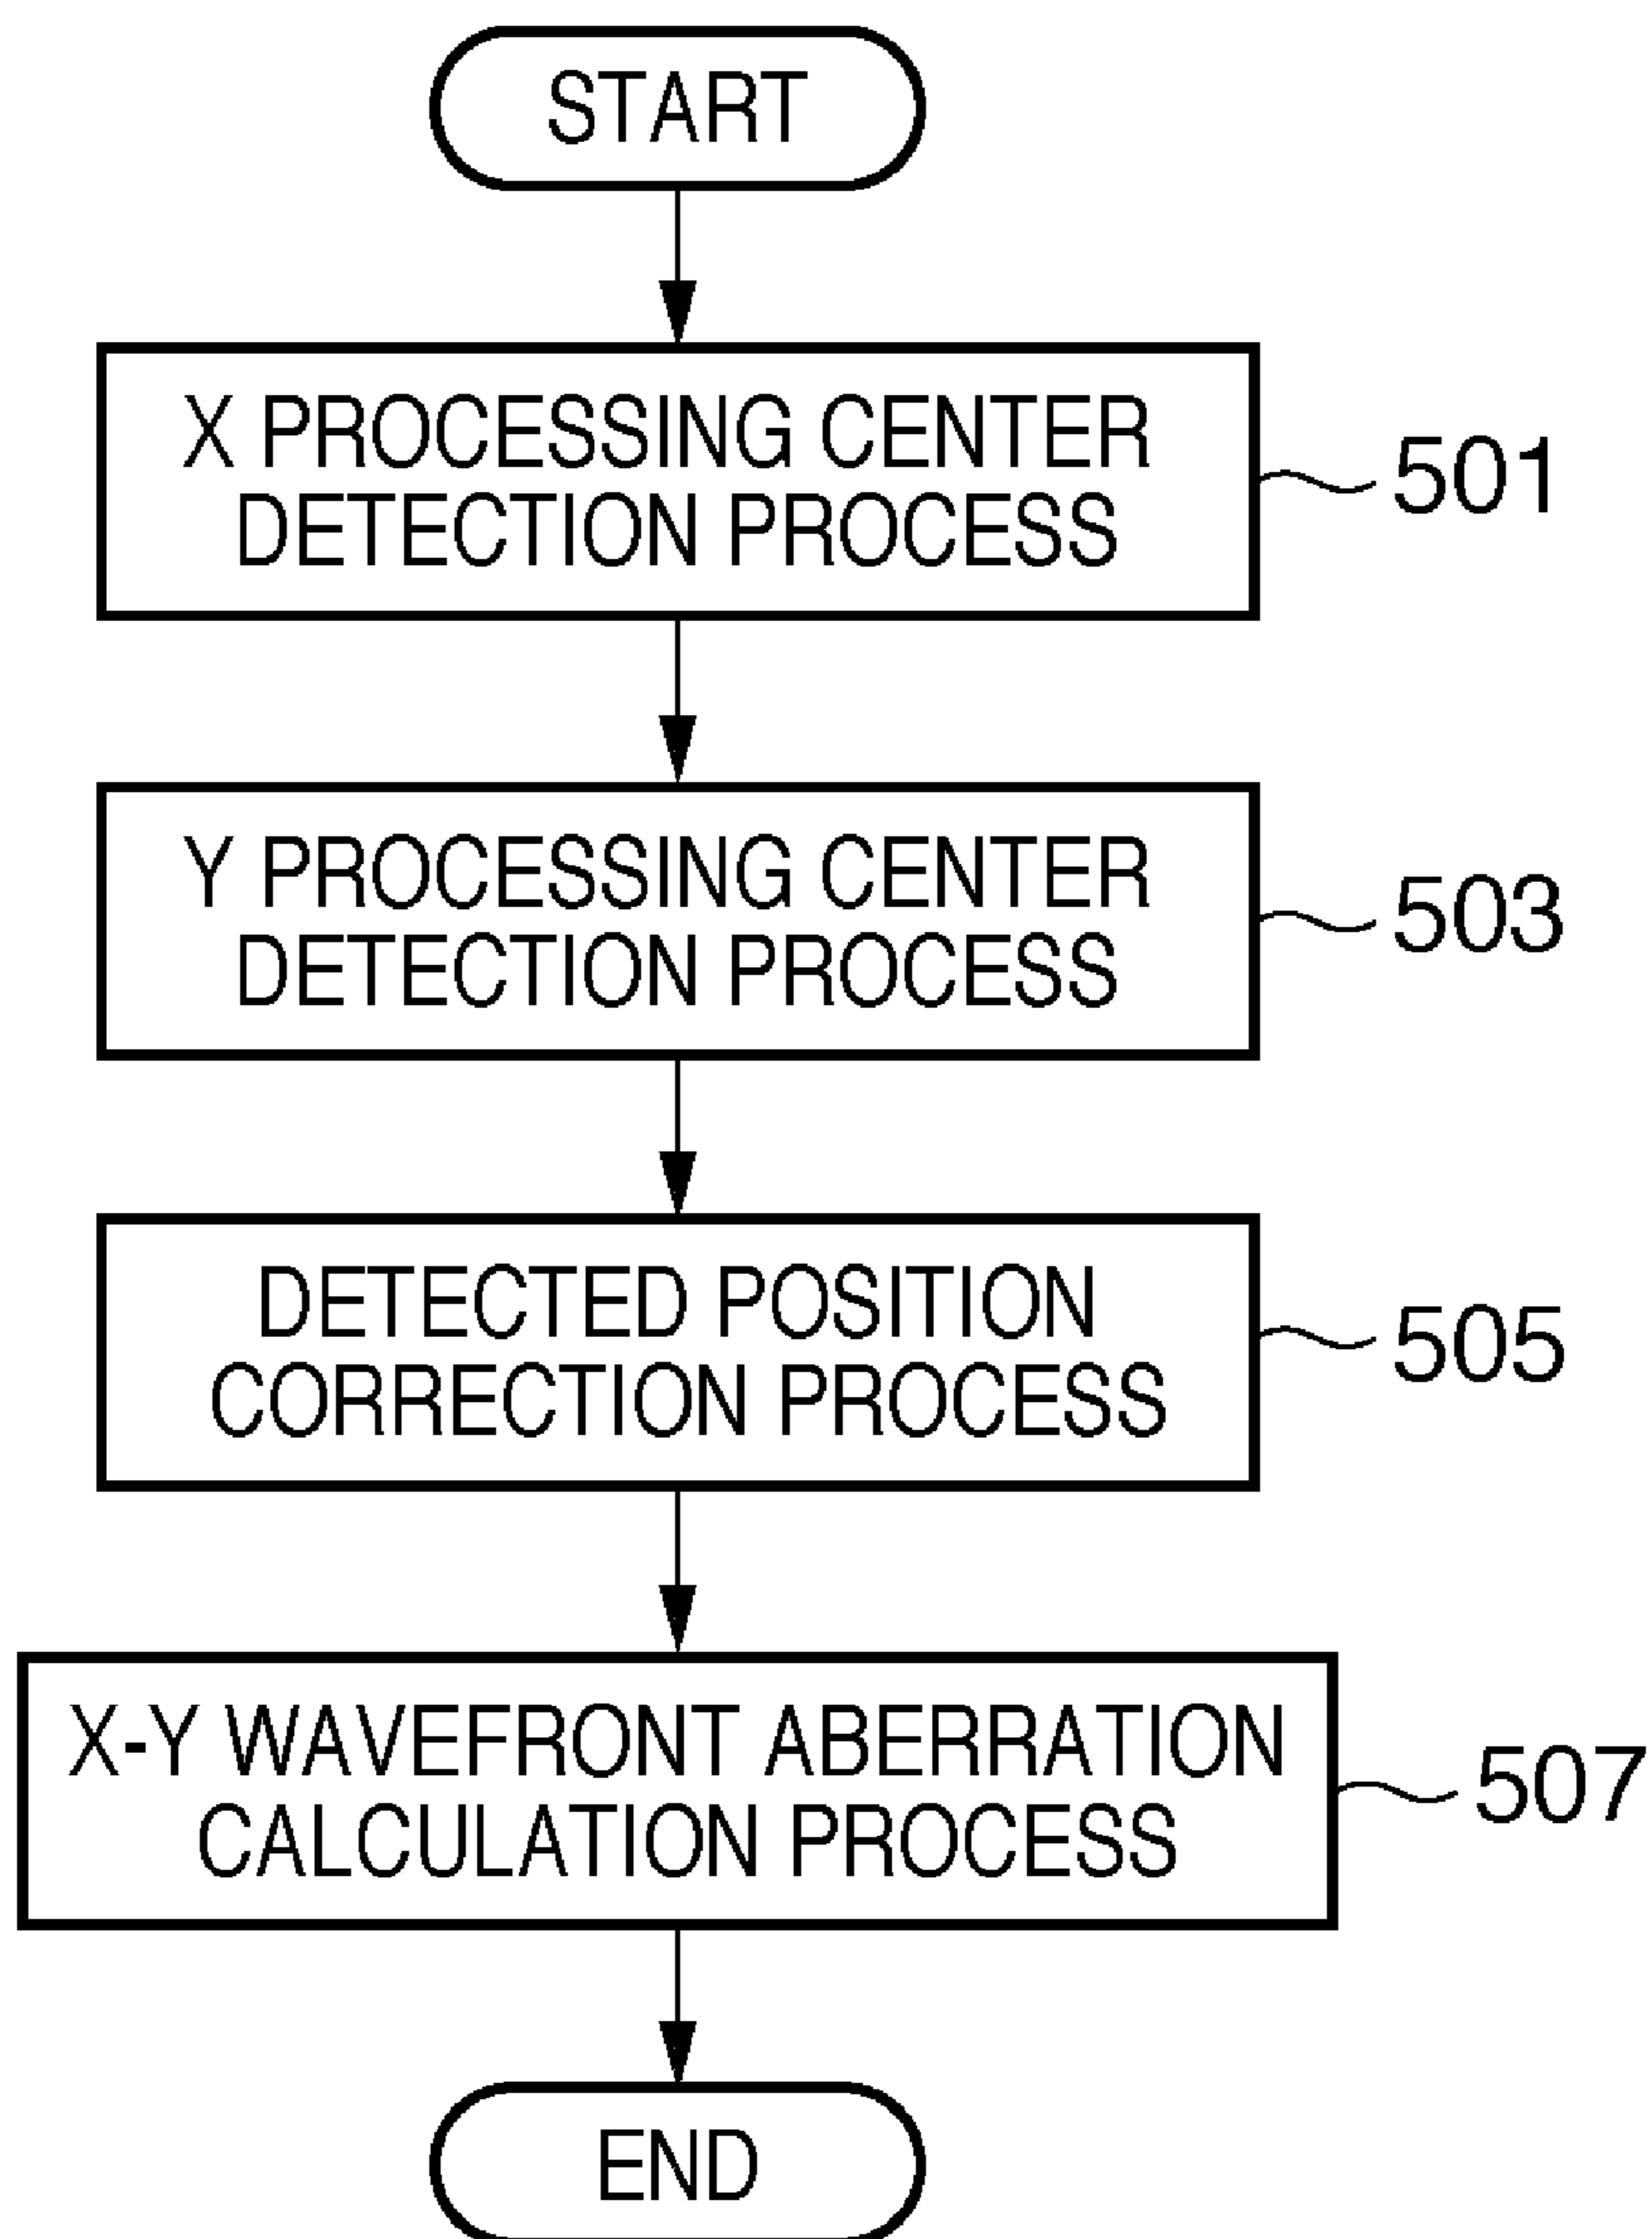 START
X PROCESSING CENTER
DETECTION PROCESS
501
Y PROCESSING CENTER
DETECTION PROCESS
503
DETECTED POSITION
CORRECTION PROCESS
505
X-Y WAVEFRONT ABERRATION
CALCULATION PROCESS
507
END